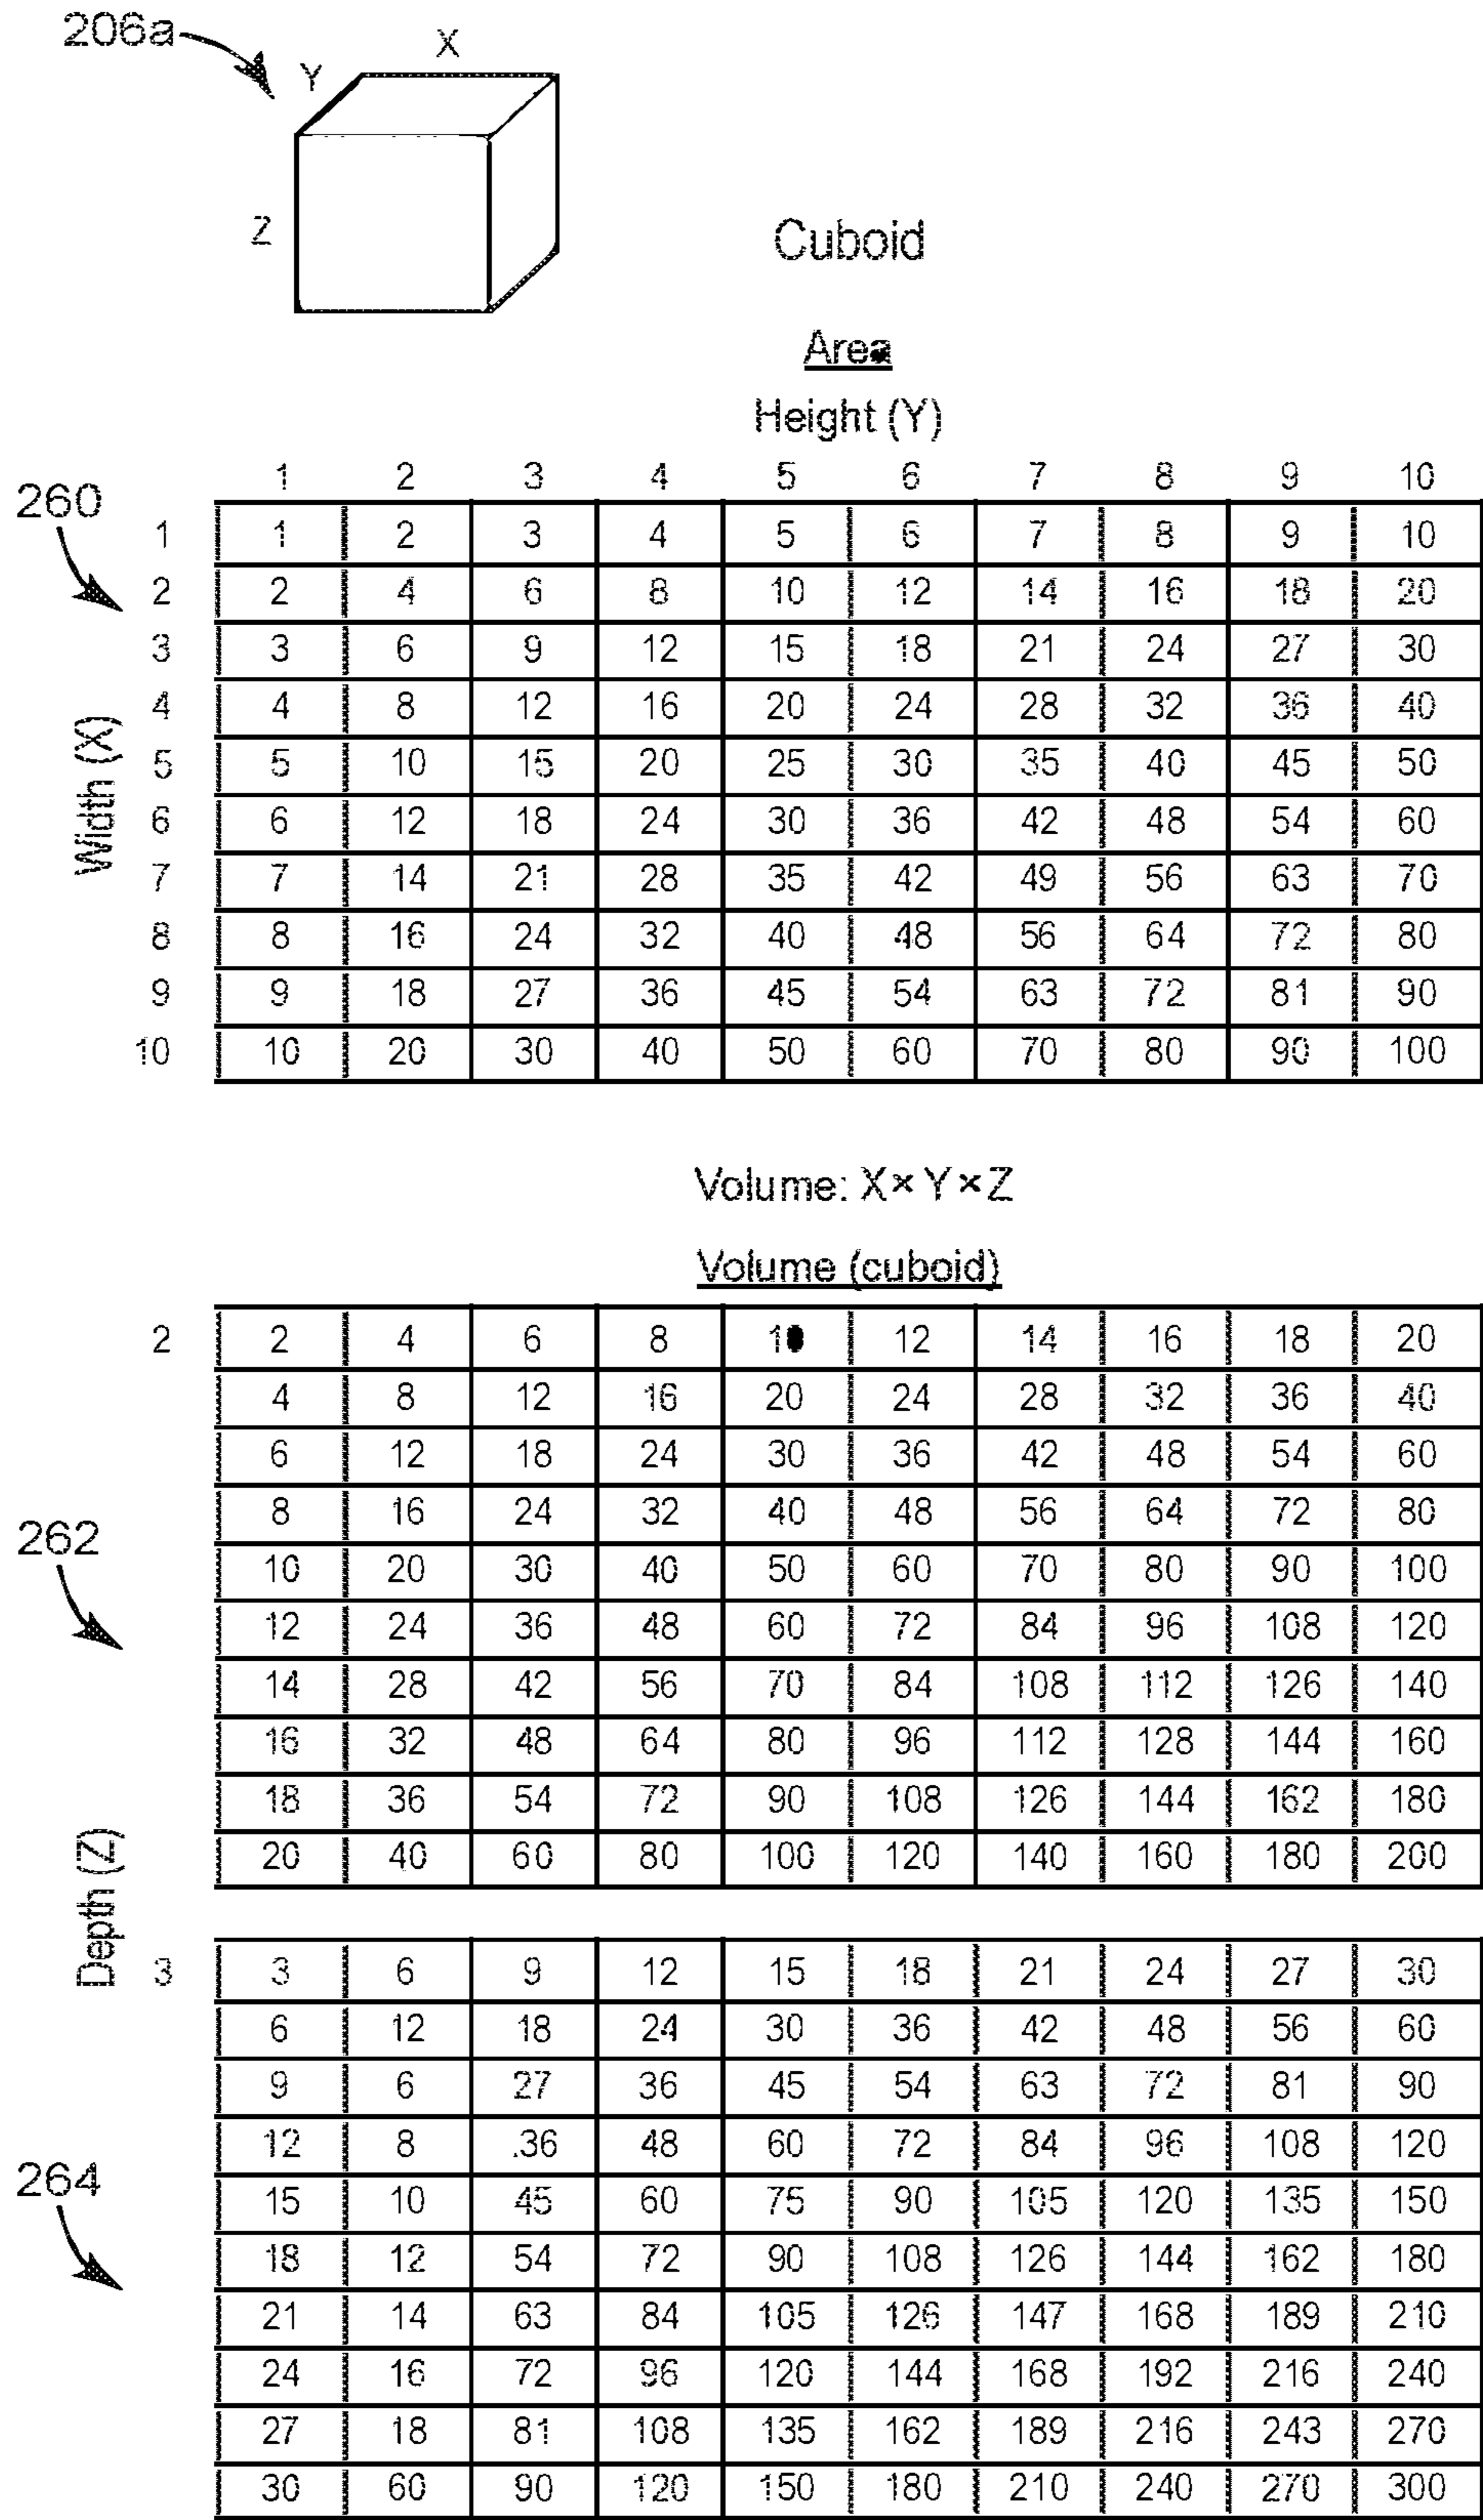 206a
X
Y
Z
Cuboid
Area
Height (Y)
1 2 3 4 5 6 7 8 9 10
260
Width (X)
1 1 2 3 4 5 6 7 8 9 10
2 2 4 6 8 10 12 14 16 18 20
3 3 6 9 12 15 18 21 24 27 30
4 4 8 12 16 20 24 28 32 36 40
5 5 10 15 20 25 30 35 40 45 50
6 6 12 18 24 30 36 42 48 54 60
7 7 14 21 28 35 42 49 56 63 70
8 8 16 24 32 40 48 56 64 72 80
9 9 18 27 36 45 54 63 72 81 90
10 10 20 30 40 50 60 70 80 90 100
Volume: X×Y×Z
Volume (cuboid)
2 2 4 6 8 10 12 14 16 18 20
4 8 12 16 20 24 28 32 36 40
6 12 18 24 30 36 42 48 54 60
8 16 24 32 40 48 56 64 72 80
262
10 20 30 40 50 60 70 80 90 100
12 24 36 48 60 72 84 96 108 120
14 28 42 56 70 84 108 112 126 140
16 32 48 64 80 96 112 128 144 160
18 36 54 72 90 108 126 144 162 180
20 40 60 80 100 120 140 160 180 200
Depth (Z)
3 3 6 9 12 15 18 21 24 27 30
6 12 18 24 30 36 42 48 56 60
9 6 27 36 45 54 63 72 81 90
12 8 .36 48 60 72 84 96 108 120
264
15 10 45 60 75 90 105 120 135 150
18 12 54 72 90 108 126 144 162 180
21 14 63 84 105 126 147 168 189 210
24 16 72 96 120 144 168 192 216 240
27 18 81 108 135 162 189 216 243 270
30 60 90 120 150 180 210 240 270 300